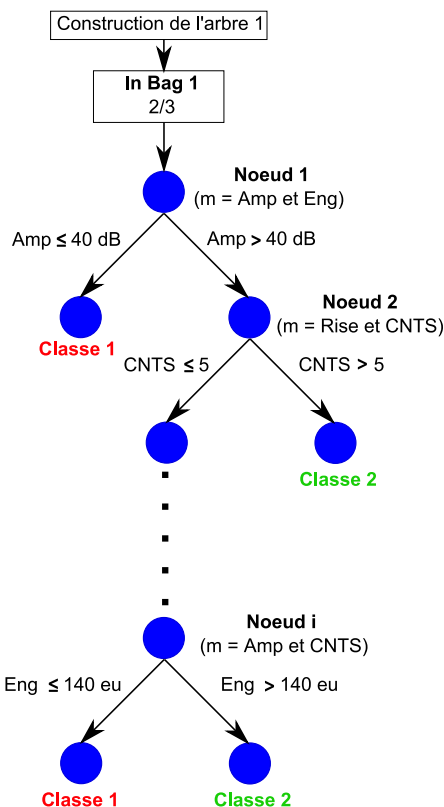 Construction de l'arbre 1
In Bag 1
2/3
Noeud 1
(m = Amp et Eng)
Amp ≤ 40 dB
Amp > 40 dB
Noeud 2
(m = Rise et CNTS)
Classe 1
CNTS ≤ 5
CNTS > 5
Classe 2
Noeud i
(m = Amp et CNTS)
Eng ≤ 140 eu
Eng > 140 eu
Classe 1
Classe 2